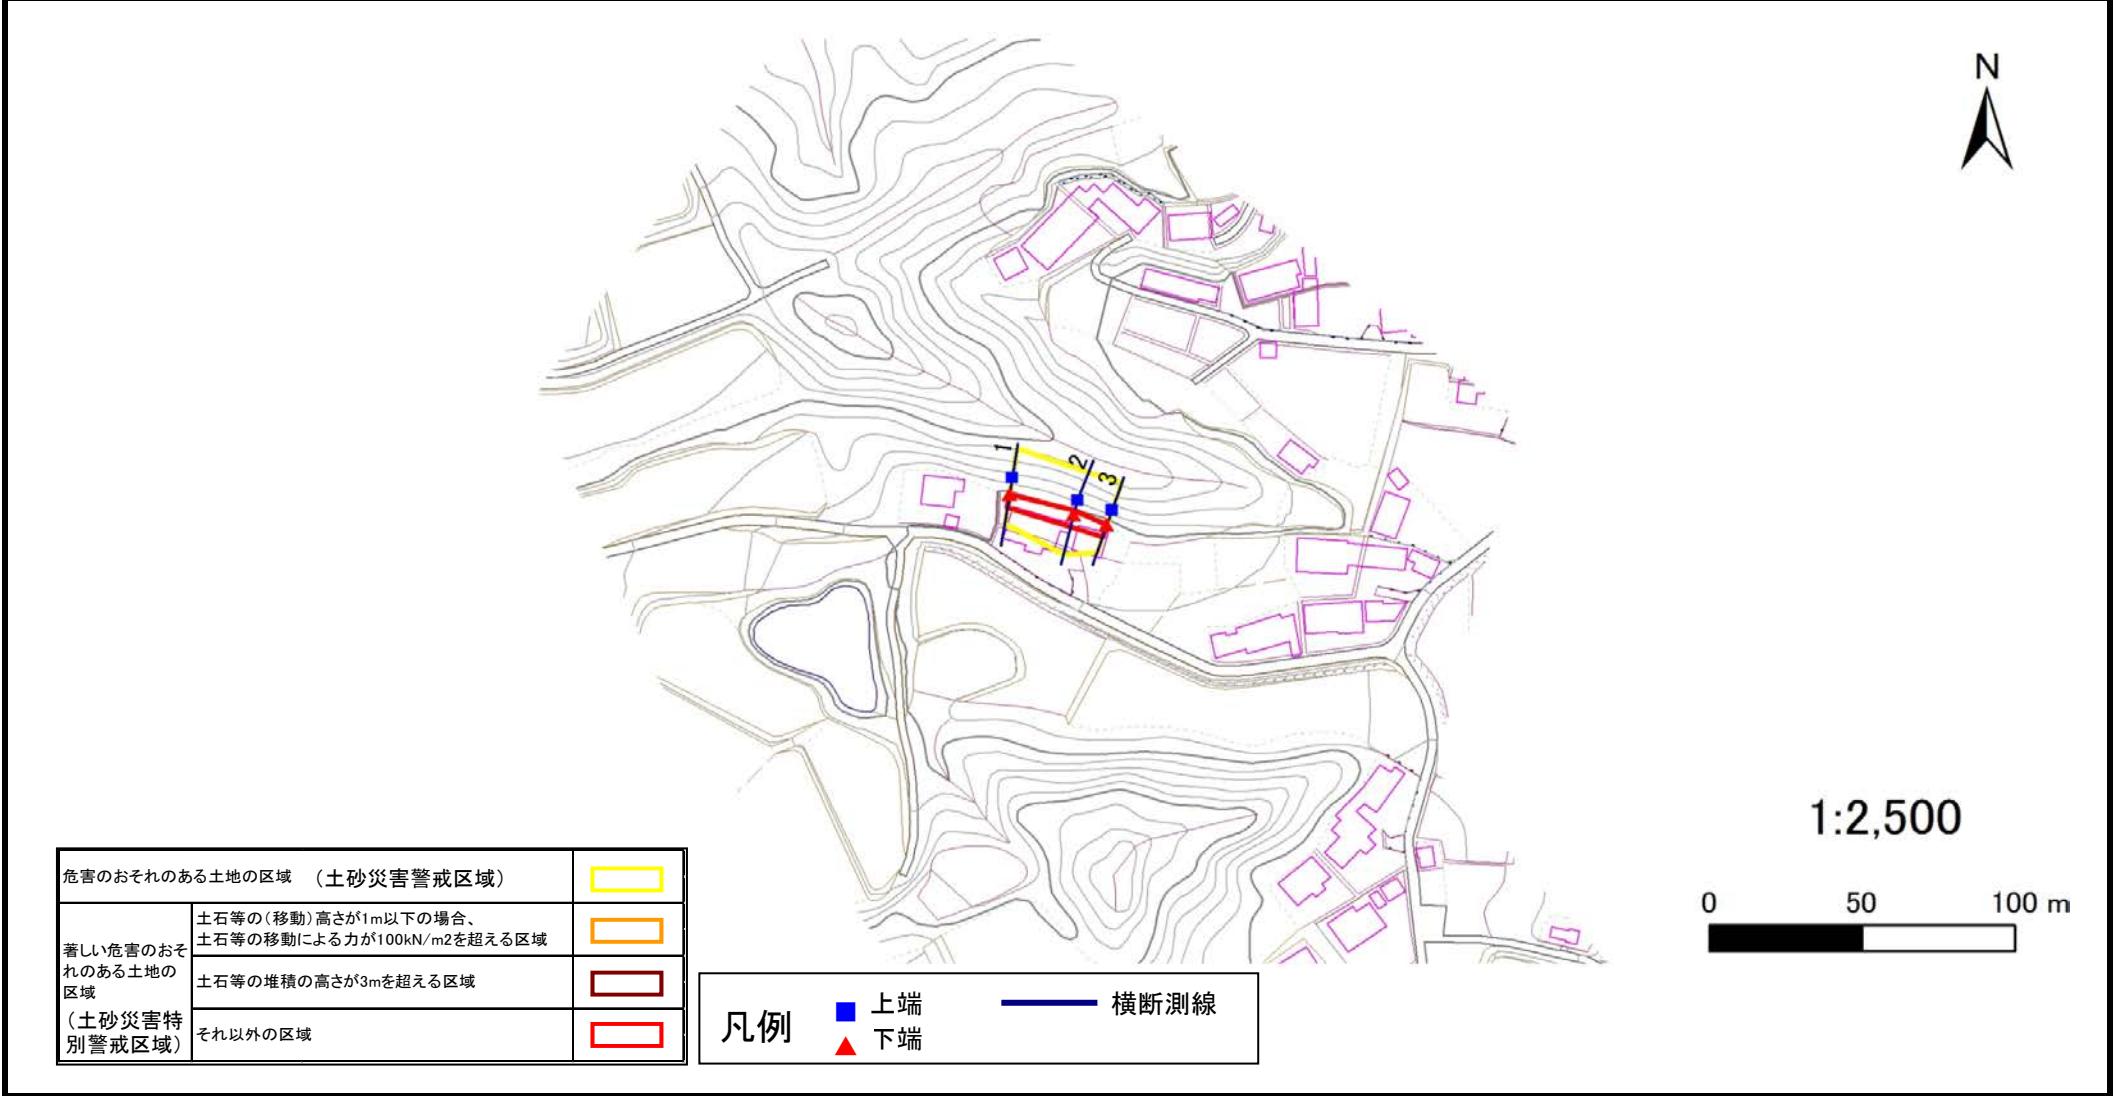 N
1
2
3
1:2,500
0 50 100 m
危害のおそれのある土地の区域 （土砂災害警戒区域）
著しい危害のおそ
れのある土地の
区域
（土砂災害特
別警戒区域）
土石等の（移動）高さが1m以下の場合、
土石等の移動による力が100kN/m2を超える区域
土石等の堆積の高さが3mを超える区域
それ以外の区域
凡例
上端
下端
横断測線